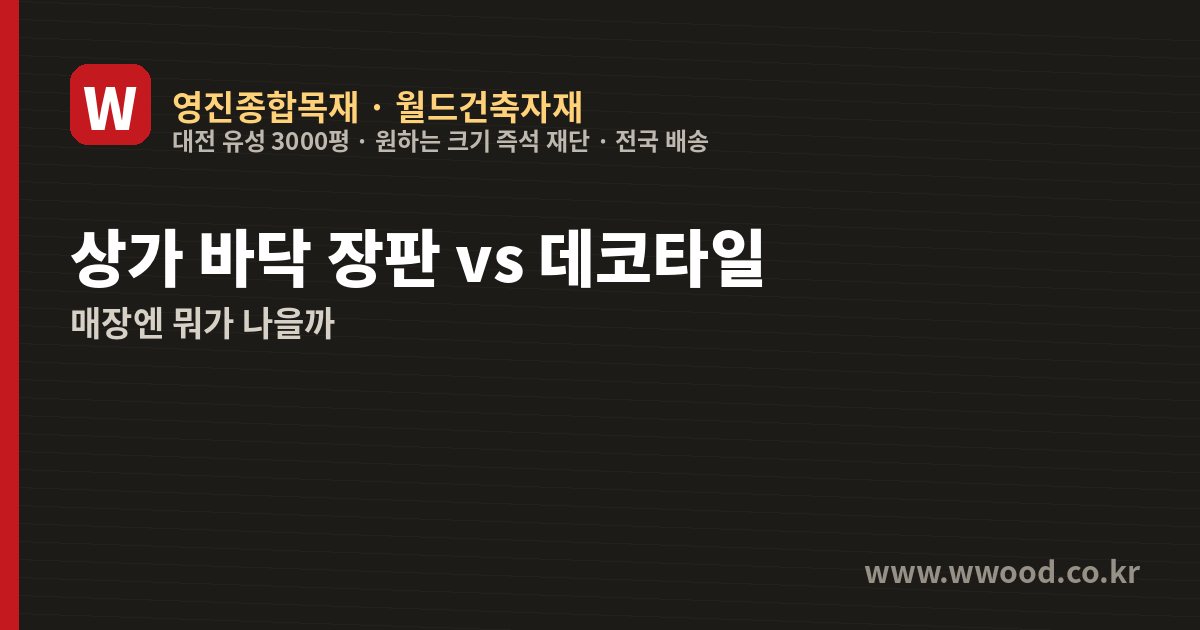 W
영진종합목재 · 월드건축자재
대전 유성 3000평 · 원하는 크기 즉석 재단 · 전국 배송
상가 바닥 장판 vs 데코타일
매장엔 뭐가 나을까
www.wwood.co.kr